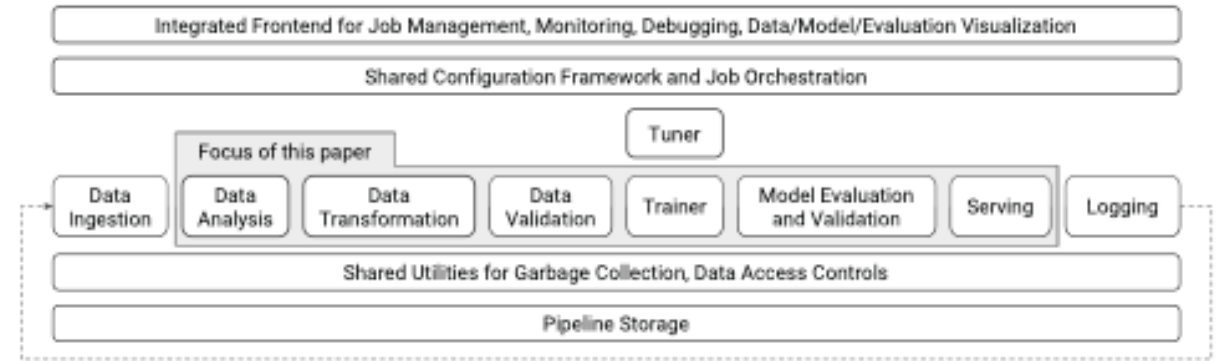 Integrated Frontend for Job Management, Monitoring, Debugging, Data/Model/Evaluation Visualization
Shared Configuration Framework and Job Orchestration
Tuner
Focus of this paper
Data
Ingestion
Data
Analysis
Data
Transformation
Data
Validation
Trainer
Model Evaluation
and Validation
Serving
Logging
Shared Utilities for Garbage Collection, Data Access Controls
Pipeline Storage